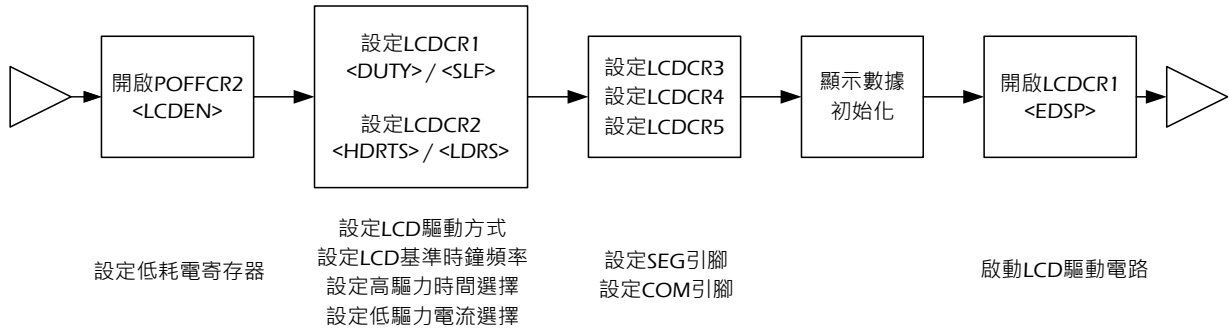 開啟POFFCR2
<LCDEN>
設定LCDCR1
<DUTY> / <SLF>
設定LCDCR2
<HDRTS> / <LDRS>
設定LCDCR3
設定LCDCR4
設定LCDCR5
顯示數據
初始化
開啟LCDCR1
<EDSP>
設定低耗電寄存器
設定LCD驅動方式
設定LCD基準時鐘頻率
設定高驅力時間選擇
設定低驅力電流選擇
設定SEG引腳
設定COM引腳
啟動LCD驅動電路